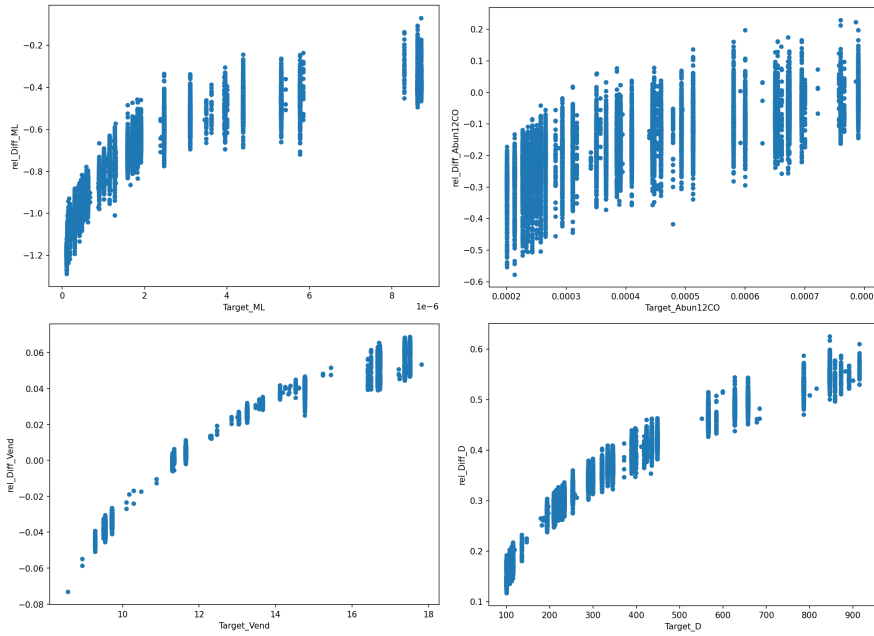 −0.2
−0.4
−0.6
−0.8
−1.0
−1.2
rel_Diff_ML
0 2 4 6 8
1e−6
Target_ML
0.2
0.1
0.0
−0.1
−0.2
−0.3
−0.4
−0.5
−0.6
rel_Diff_Abun12CO
0.0002 0.0003 0.0004 0.0005 0.0006 0.0007 0.000
Target_Abun12CO
0.06
0.04
0.02
0.00
−0.02
−0.04
−0.06
−0.08
rel_Diff_Vend
10 12 14 16 18
Target_Vend
0.6
0.5
0.4
0.3
0.2
0.1
rel_Diff_D
100 200 300 400 500 600 700 800 900
Target_D